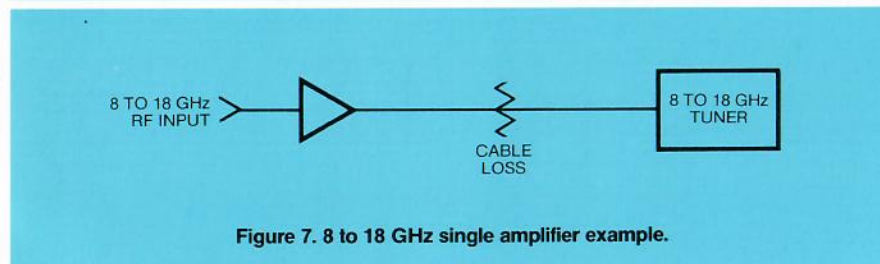 8 TO 18 GHz
RF INPUT
CABLE
LOSS
8 TO 18 GHz
TUNER
Figure 7. 8 to 18 GHz single amplifier example.